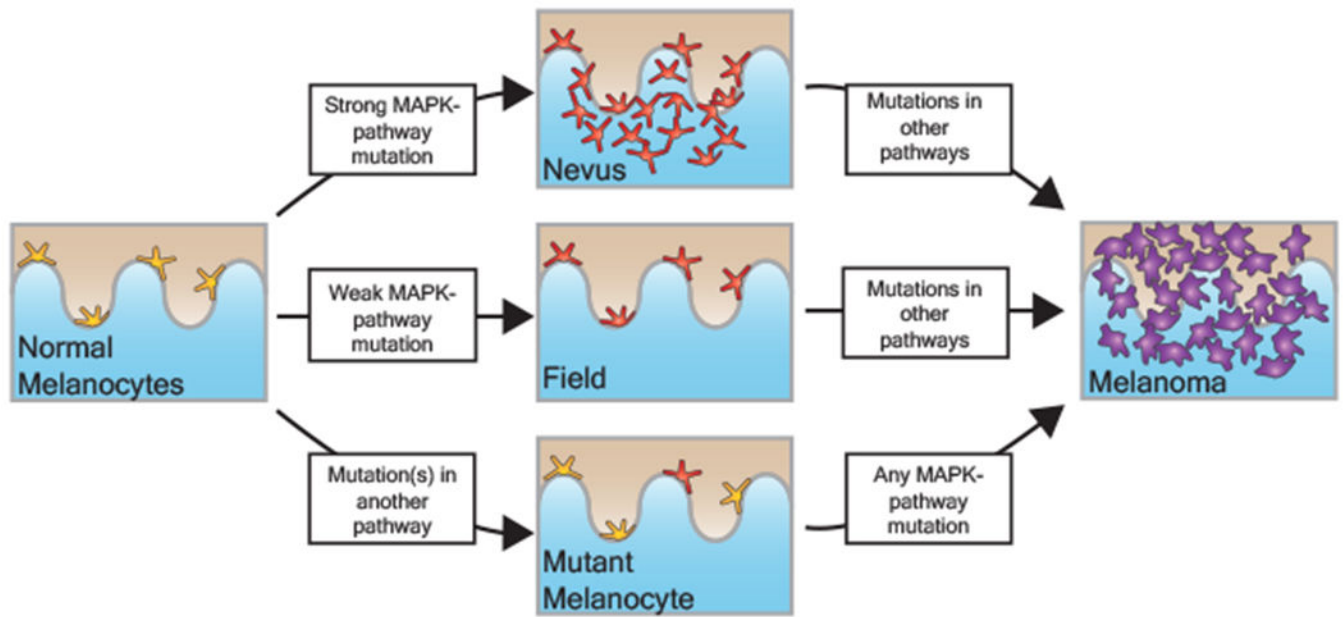 Normal
Melanocytes
Strong MAPK-
pathway
mutation
Nevus
Mutations in
other
pathways
Weak MAPK-
pathway
mutation
Field
Mutations in
other
pathways
Mutation(s) in
another
pathway
Mutant
Melanocyte
Any MAPK-
pathway
mutation
Melanoma